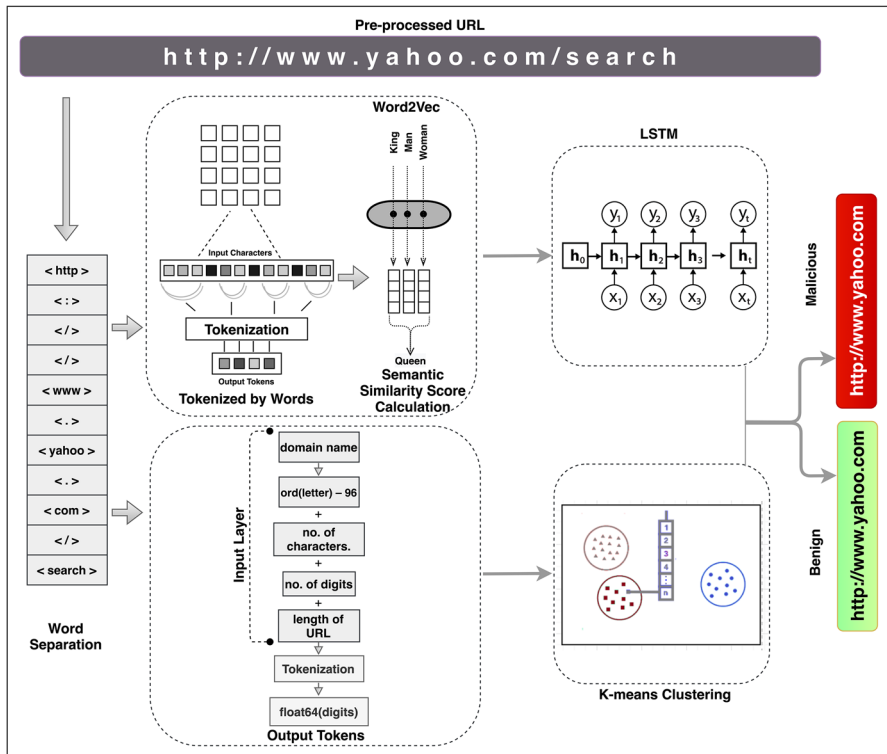 Pre-processed URL
http://www.yahoo.com/search
< http >
< : >
< / >
< / >
< www >
< . >
< yahoo >
< . >
< com >
< / >
< search >
Word
Separation
Input Characters
Tokenization
Output Tokens
Tokenized by Words
Word2Vec
King
Man
Woman
Queen
Semantic
Similarity Score
Calculation
Input Layer
domain name
ord(letter) – 96
+
no. of
characters.
+
no. of digits
+
length of
URL
Tokenization
float64(digits)
Output Tokens
LSTM
y1 y2 y3 yt
h0 h1 h2 h3 ht
x1 x2 x3 xt
1
2
3
4
⋮
n
K-means Clustering
Malicious
http://www.yahoo.com
Benign
http://www.yahoo.com